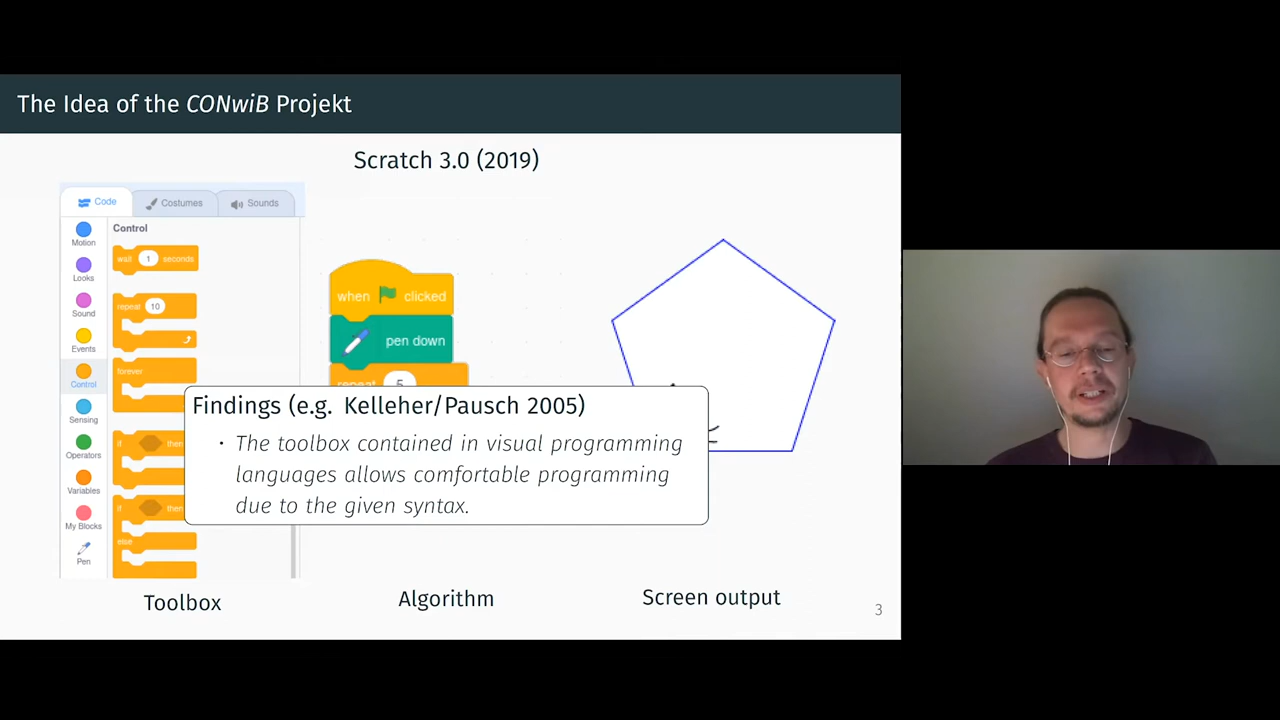 The Idea of the CONwiB Projekt
Scratch 3.0 (2019)
Code
Costumes
Sounds
Motion
Looks
Sound
Events
Control
Sensing
Operators
Variables
My Blocks
Pen
Control
wait 1 seconds
repeat 10
forever
if then
if then
else
when clicked
pen down
repeat 5
Findings (e.g. Kelleher/Pausch 2005)
· The toolbox contained in visual programming
languages allows comfortable programming
due to the given syntax.
Toolbox
Algorithm
Screen output
3